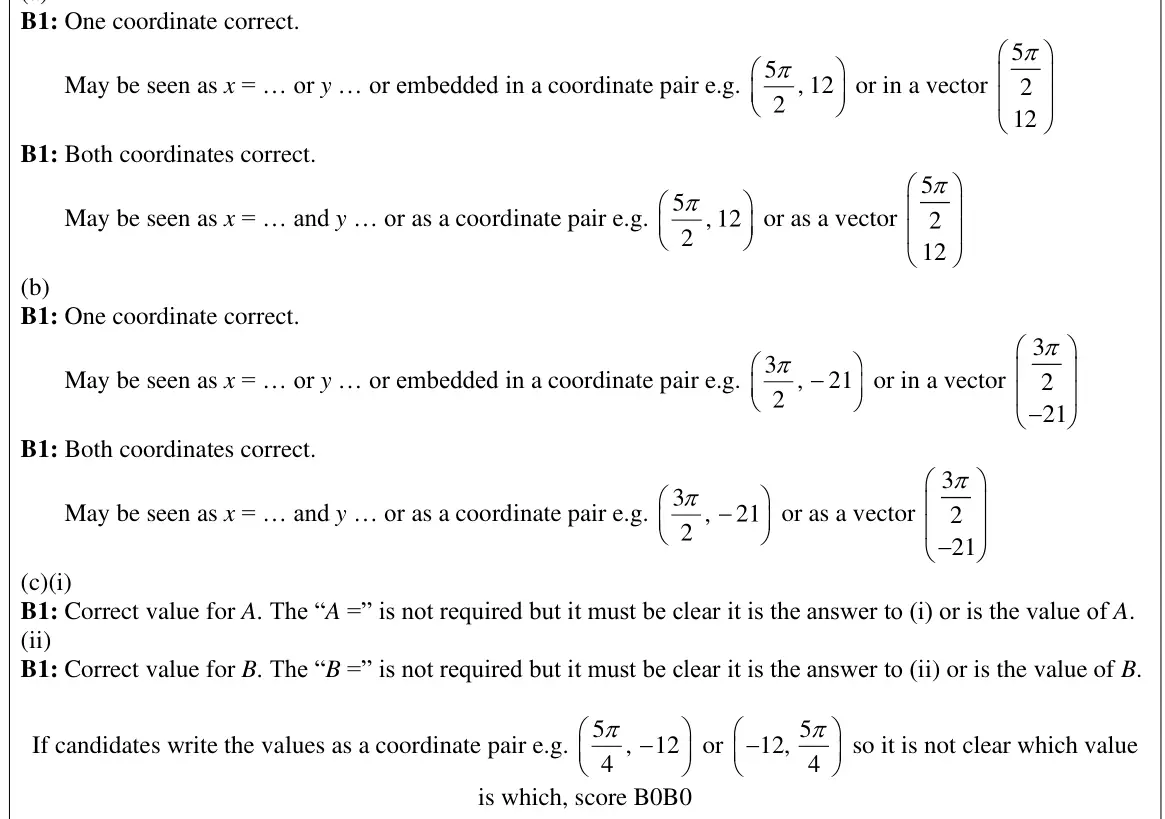 B1: One coordinate correct.
May be seen as x = … or y … or embedded in a coordinate pair e.g. (5π/2, 12) or in a vector (5π/2 12)
B1: Both coordinates correct.
May be seen as x = … and y … or as a coordinate pair e.g. (5π/2, 12) or as a vector (5π/2 12)
(b)
B1: One coordinate correct.
May be seen as x = … or y … or embedded in a coordinate pair e.g. (3π/2, −21) or in a vector (3π/2 −21)
B1: Both coordinates correct.
May be seen as x = … and y … or as a coordinate pair e.g. (3π/2, −21) or as a vector (3π/2 −21)
(c)(i)
B1: Correct value for A. The “A =” is not required but it must be clear it is the answer to (i) or is the value of A.
(ii)
B1: Correct value for B. The “B =” is not required but it must be clear it is the answer to (ii) or is the value of B.
If candidates write the values as a coordinate pair e.g. (5π/4, −12) or (−12, 5π/4) so it is not clear which value
is which, score B0B0